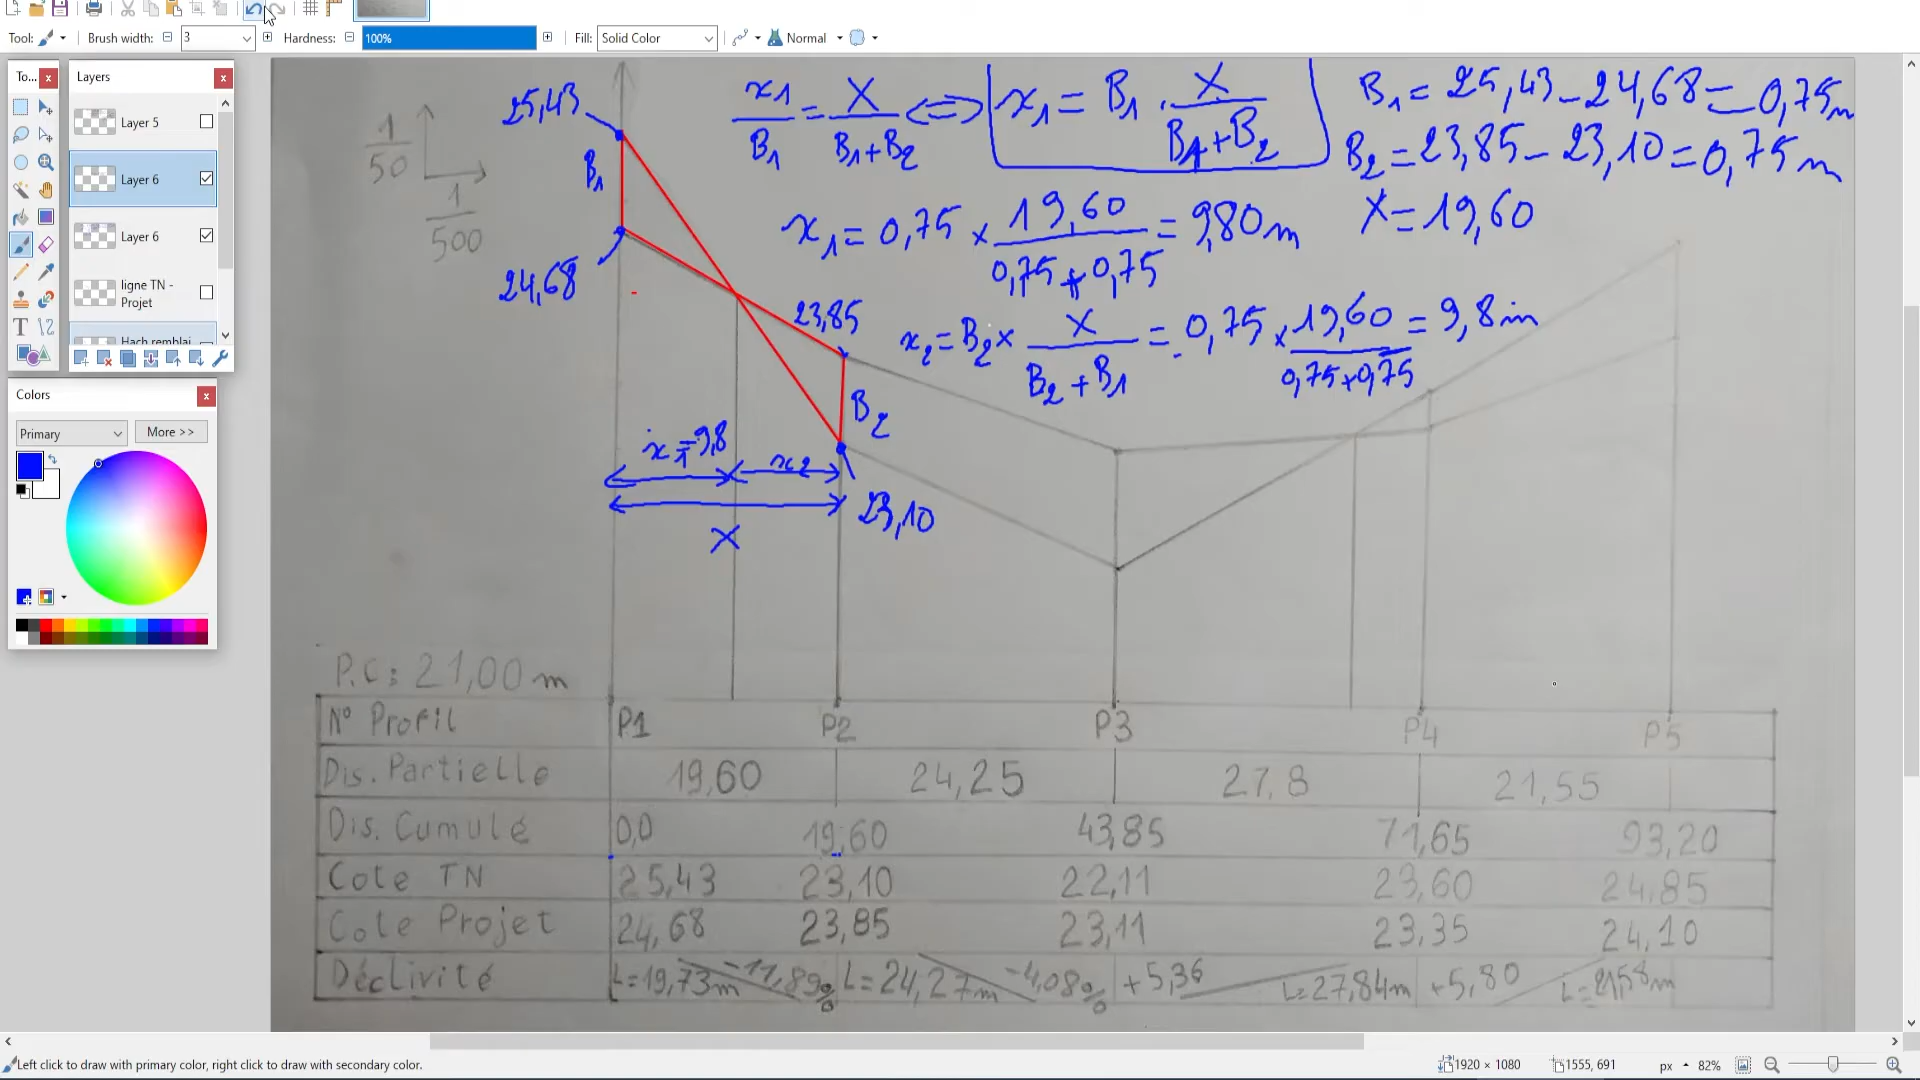 Tool:
Brush width:
3
Hardness:
100%
Fill:
Solid Color
Normal
To...
Layers
Layer 5
Layer 6
Layer 6
ligne TN -
Projet
Hach remblai
Colors
Primary
More >>
1/50
1/500
25,43
B1
24,68
23,85
B2
23,10
x1=9,8
x2
X
x1/B1 = X/(B1+B2) <=> x1 = B1 . X/(B1+B2)
B1 = 25,43 - 24,68 = 0,75m
B2 = 23,85 - 23,10 = 0,75m
x1 = 0,75 x 19,60/(0,75+0,75) = 9,80m
X = 19,60
x2 = B2 x X/(B2+B1) = 0,75 x 19,60/(0,75+0,75) = 9,8m
P.C: 21,00 m
N° Profil P1 P2 P3 P4 P5
Dis. Partielle 19,60 24,25 27,8 21,55
Dis. Cumulé 0,0 19,60 43,85 71,65 93,20
Cote TN 25,43 23,10 22,11 23,60 24,85
Cote Projet 24,68 23,85 23,11 23,35 24,10
Déclivité L=19,73m -11,89% L=24,27m -4,08% +5,36 L=27,84m +5,80 L=21,58m
Left click to draw with primary color, right click to draw with secondary color.
1920 × 1080
1555, 691
px
82%